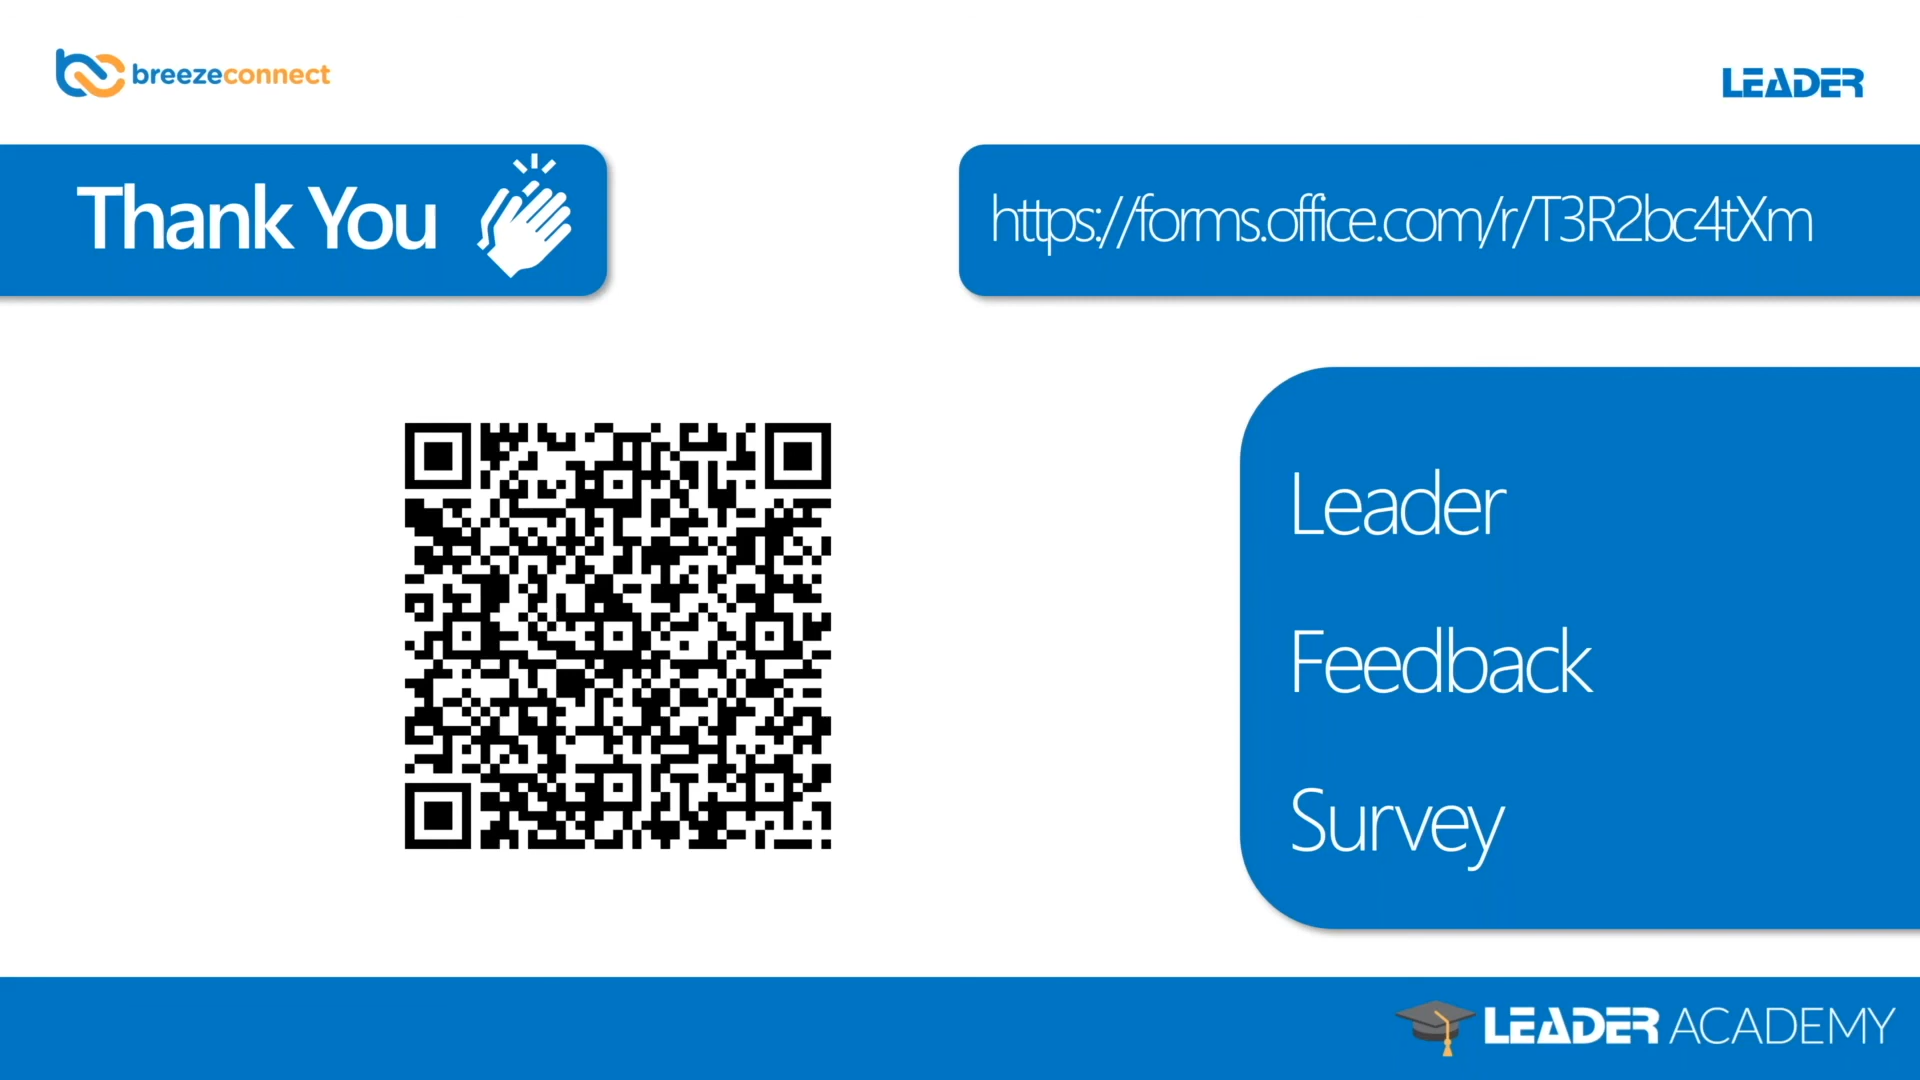 breezeconnect
LEADER
Thank You
https://forms.office.com/r/T3R2bc4tXm
Leader
Feedback
Survey
LEADER ACADEMY